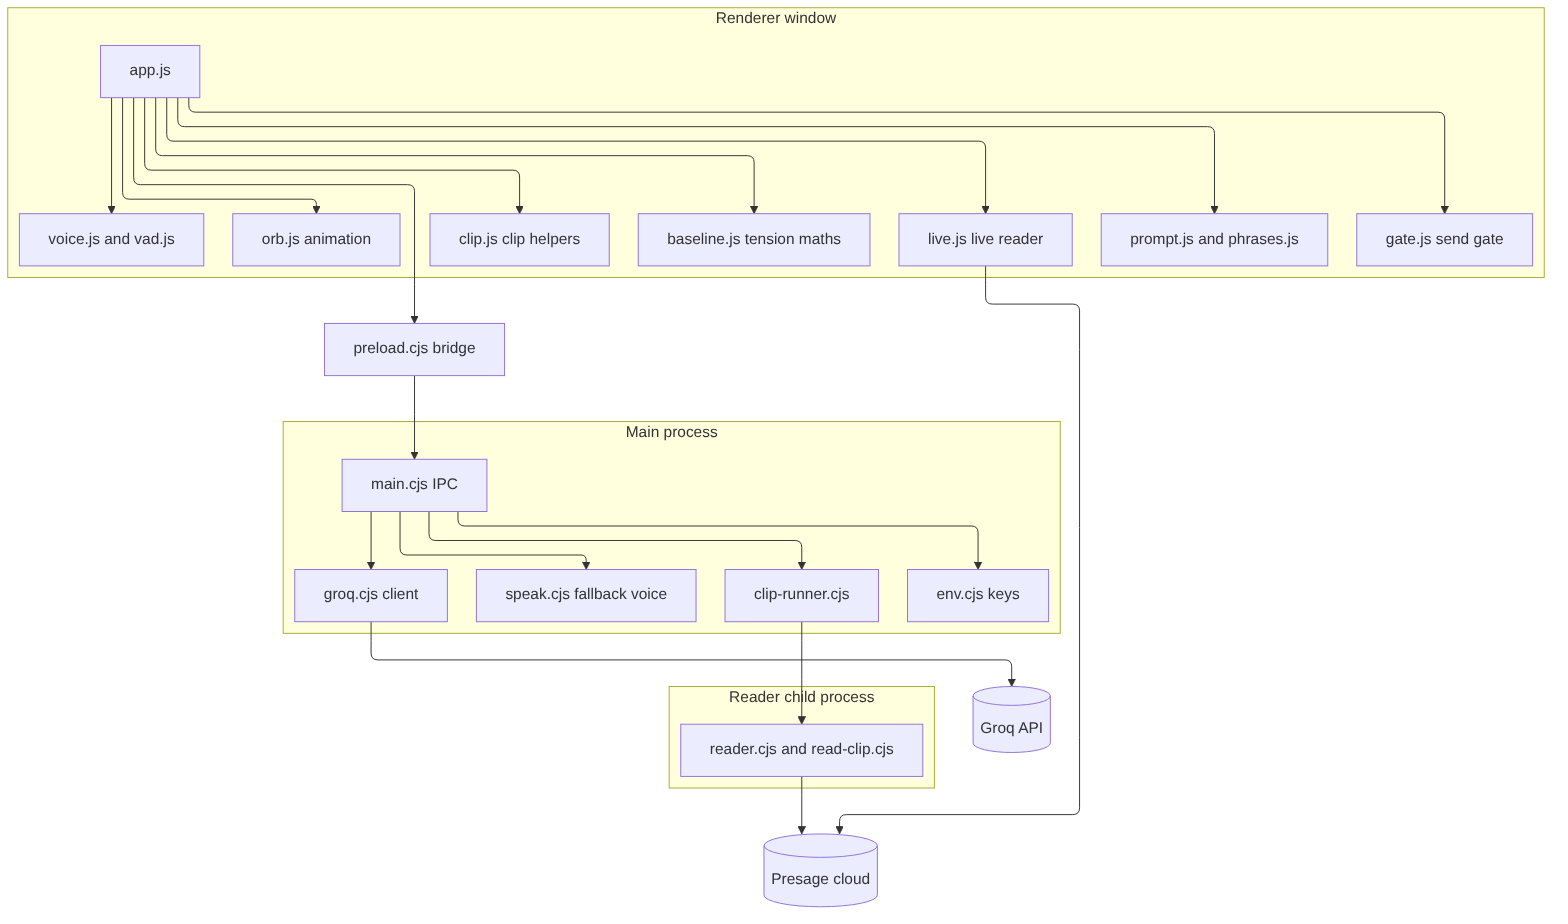 Renderer window
app.js
voice.js and vad.js
orb.js animation
clip.js clip helpers
baseline.js tension maths
live.js live reader
prompt.js and phrases.js
gate.js send gate
preload.cjs bridge
Main process
main.cjs IPC
groq.cjs client
speak.cjs fallback voice
clip-runner.cjs
env.cjs keys
Reader child process
reader.cjs and read-clip.cjs
Groq API
Presage cloud